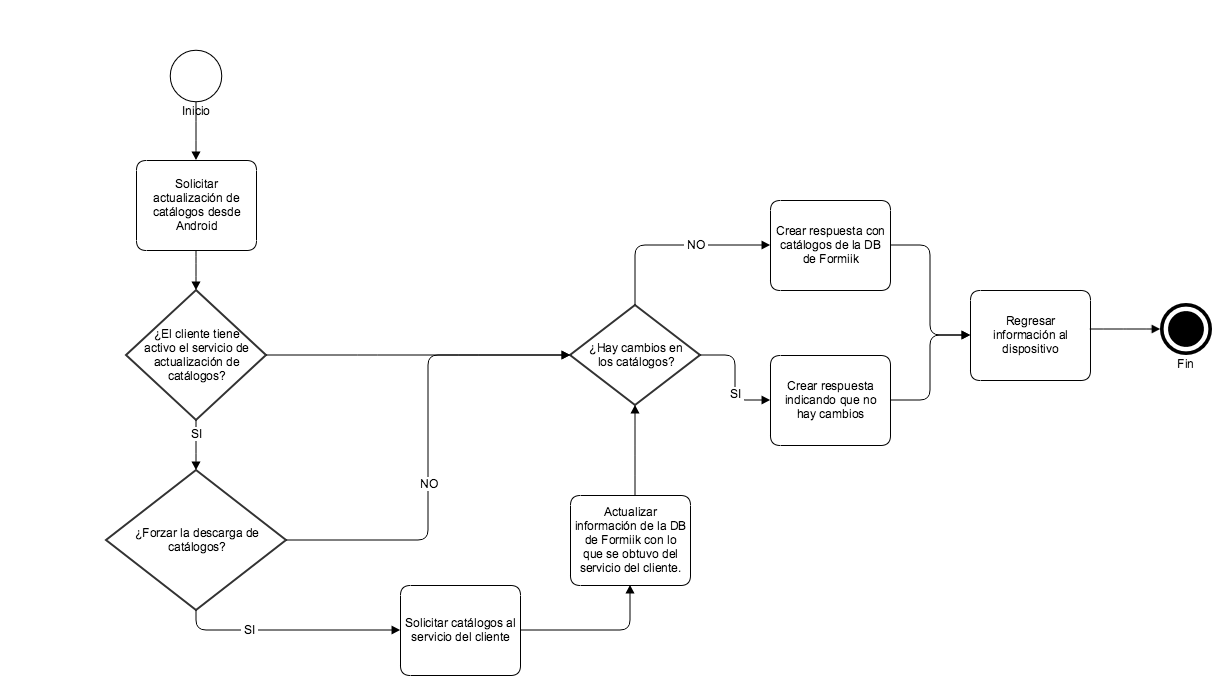 Inicio
Solicitar
actualización de
catálogos desde
Android
¿El cliente tiene
activo el servicio de
actualización de
catálogos?
SI
¿Forzar la descarga de
catálogos?
NO
SI
Solicitar catálogos al
servicio del cliente
Actualizar
información de la DB
de Formiik con lo
que se obtuvo del
servicio del cliente.
¿Hay cambios en
los catálogos?
NO
Crear respuesta con
catálogos de la DB
de Formiik
SI
Crear respuesta
indicando que no
hay cambios
Regresar
información al
dispositivo
Fin